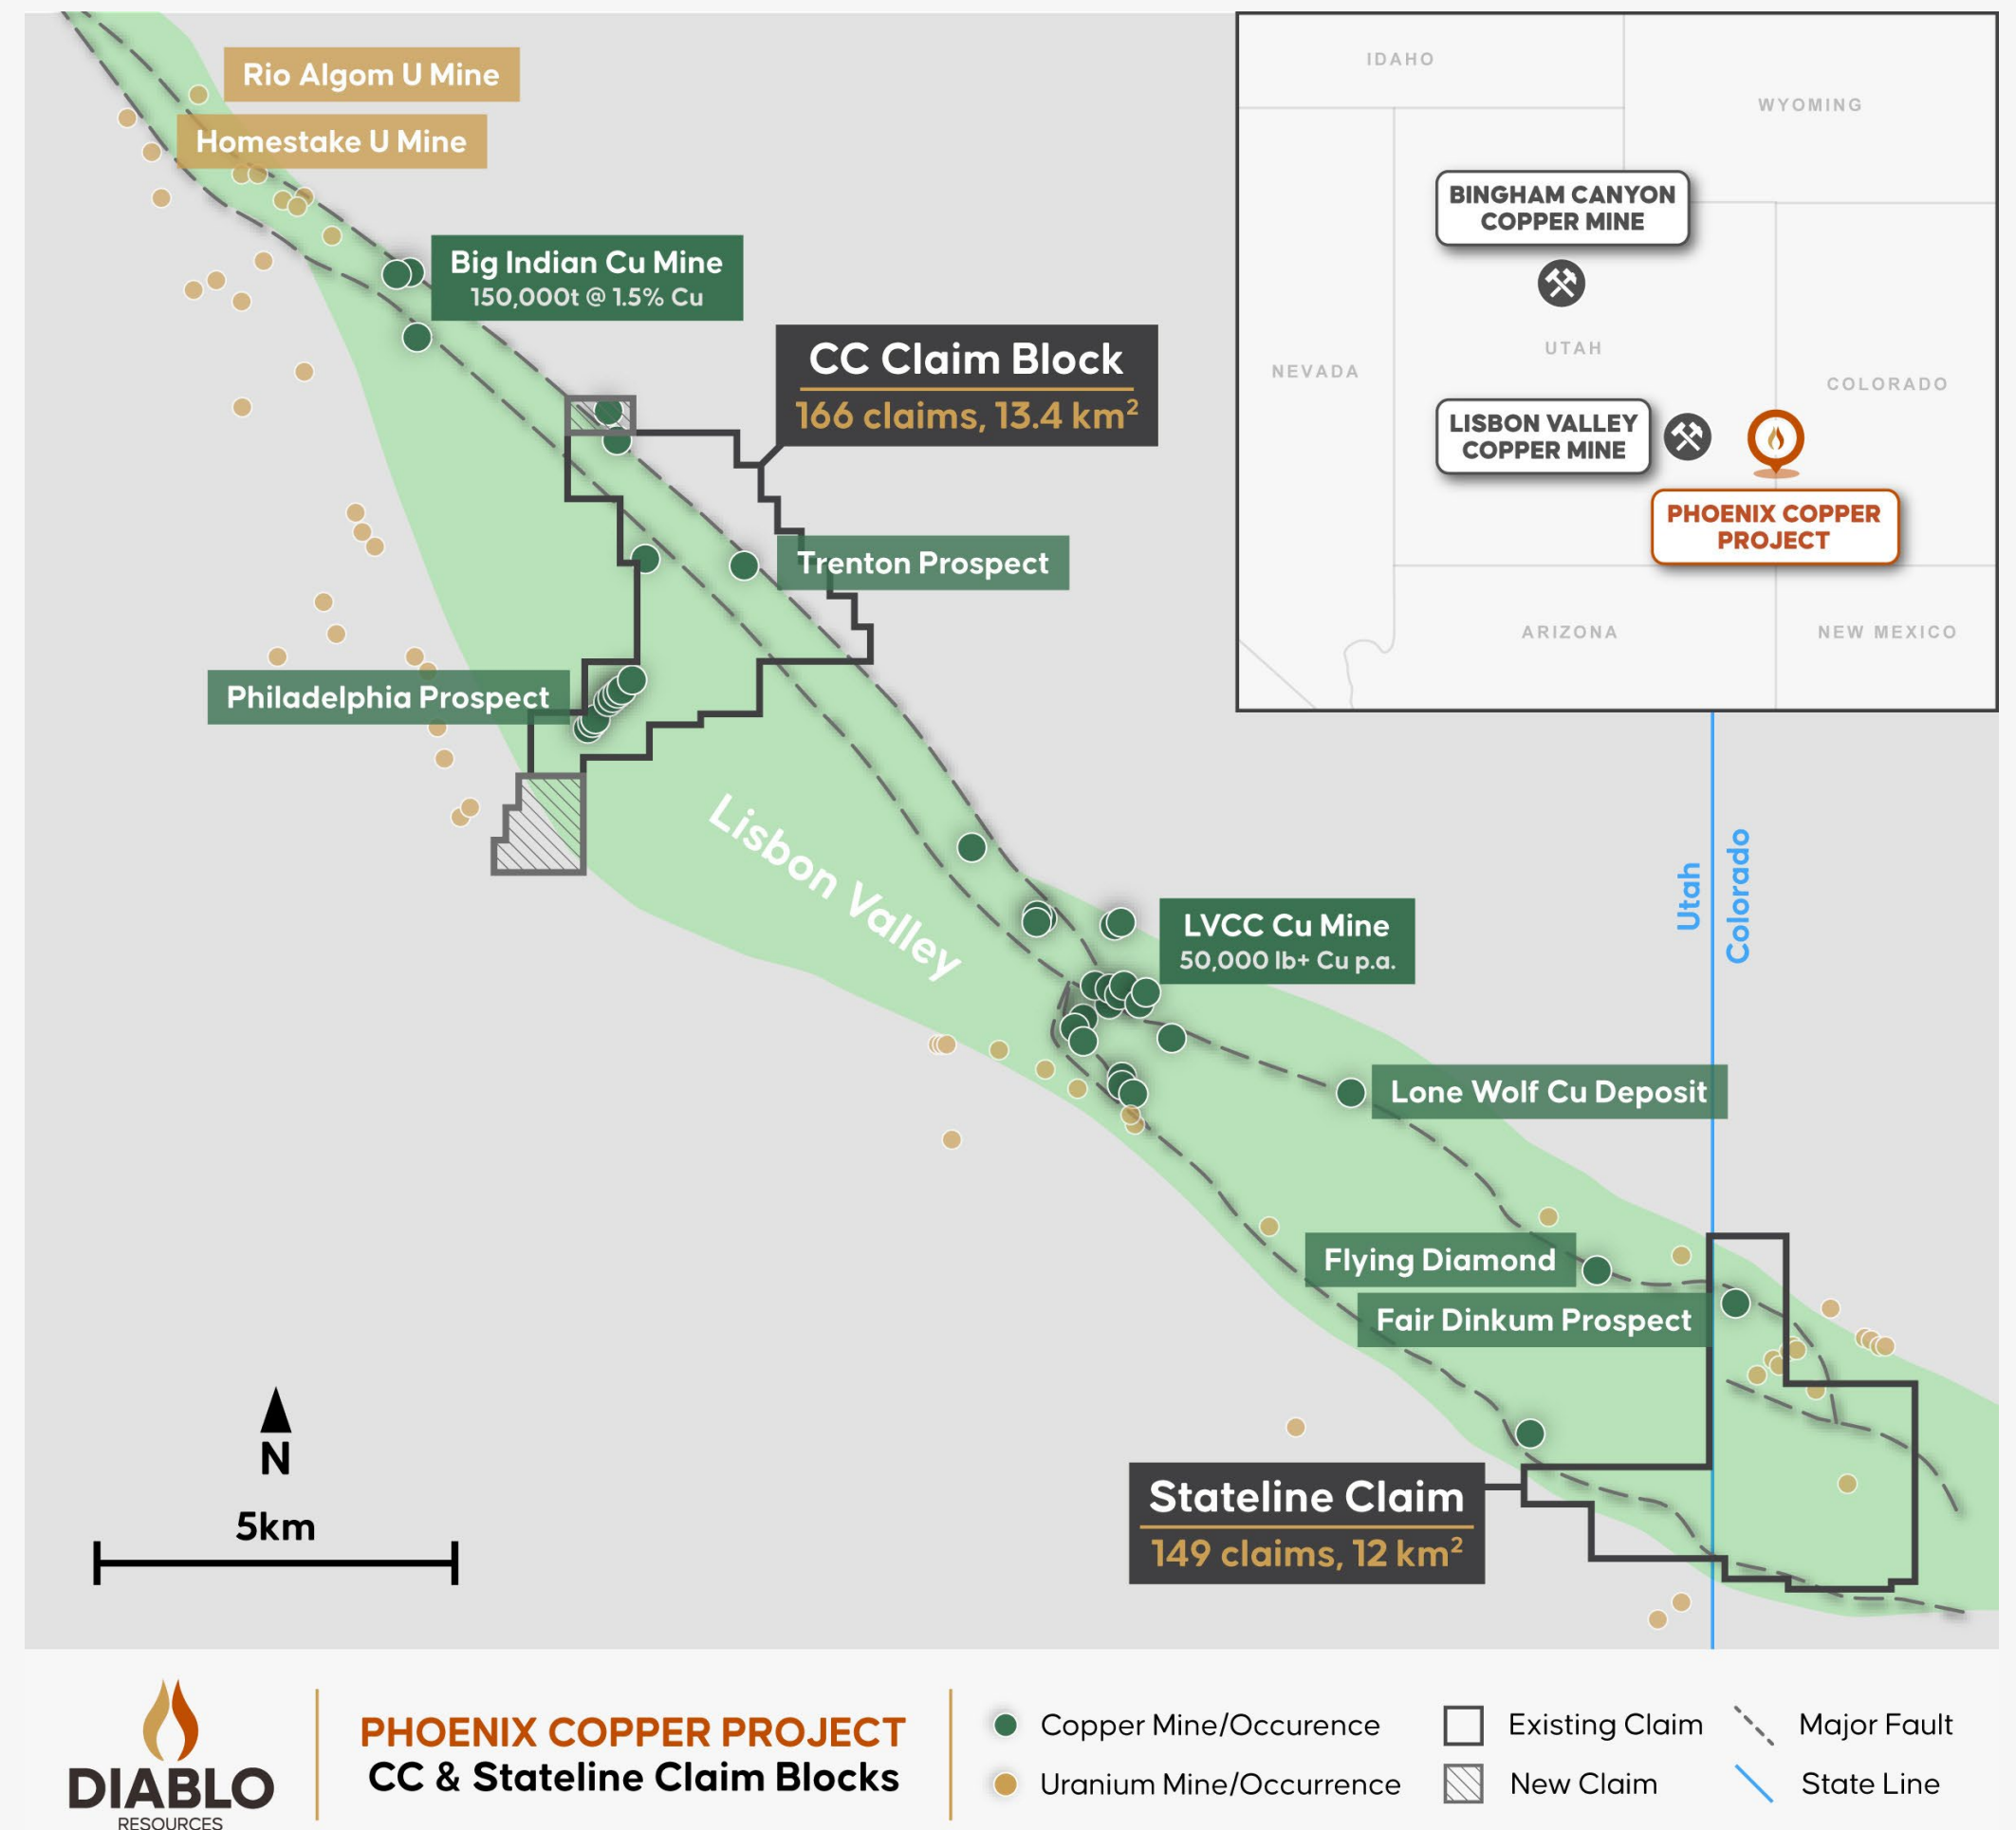 Rio Algom U Mine
Homestake U Mine
Big Indian Cu Mine
150,000t @ 1.5% Cu
CC Claim Block
166 claims, 13.4 km²
Trenton Prospect
Philadelphia Prospect
Lisbon Valley
LVCC Cu Mine
50,000 lb+ Cu p.a.
Lone Wolf Cu Deposit
Flying Diamond
Fair Dinkum Prospect
Stateline Claim
149 claims, 12 km²
Utah
Colorado
N
5km
IDAHO
WYOMING
BINGHAM CANYON
COPPER MINE
UTAH
NEVADA
COLORADO
LISBON VALLEY
COPPER MINE
PHOENIX COPPER
PROJECT
ARIZONA
NEW MEXICO
DIABLO
RESOURCES
PHOENIX COPPER PROJECT
CC & Stateline Claim Blocks
Copper Mine/Occurence
Uranium Mine/Occurrence
Existing Claim
New Claim
Major Fault
State Line